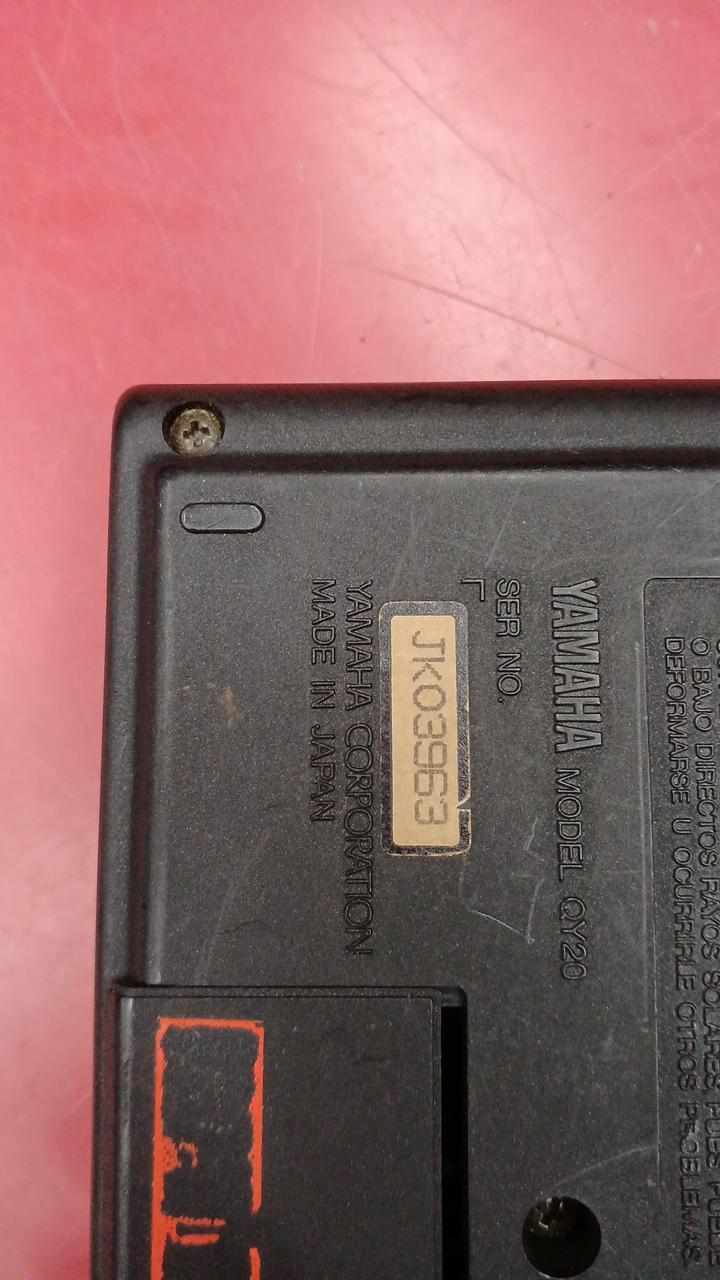 O BAJO DIRECTOS RAYOS SOLARES, PUES PUEDE
DEFORMARSE U OCURRIRLE OTROS PROBLEMAS.
YAMAHA MODEL QY20
SER NO.
JK03963
YAMAHA CORPORATION
MADE IN JAPAN